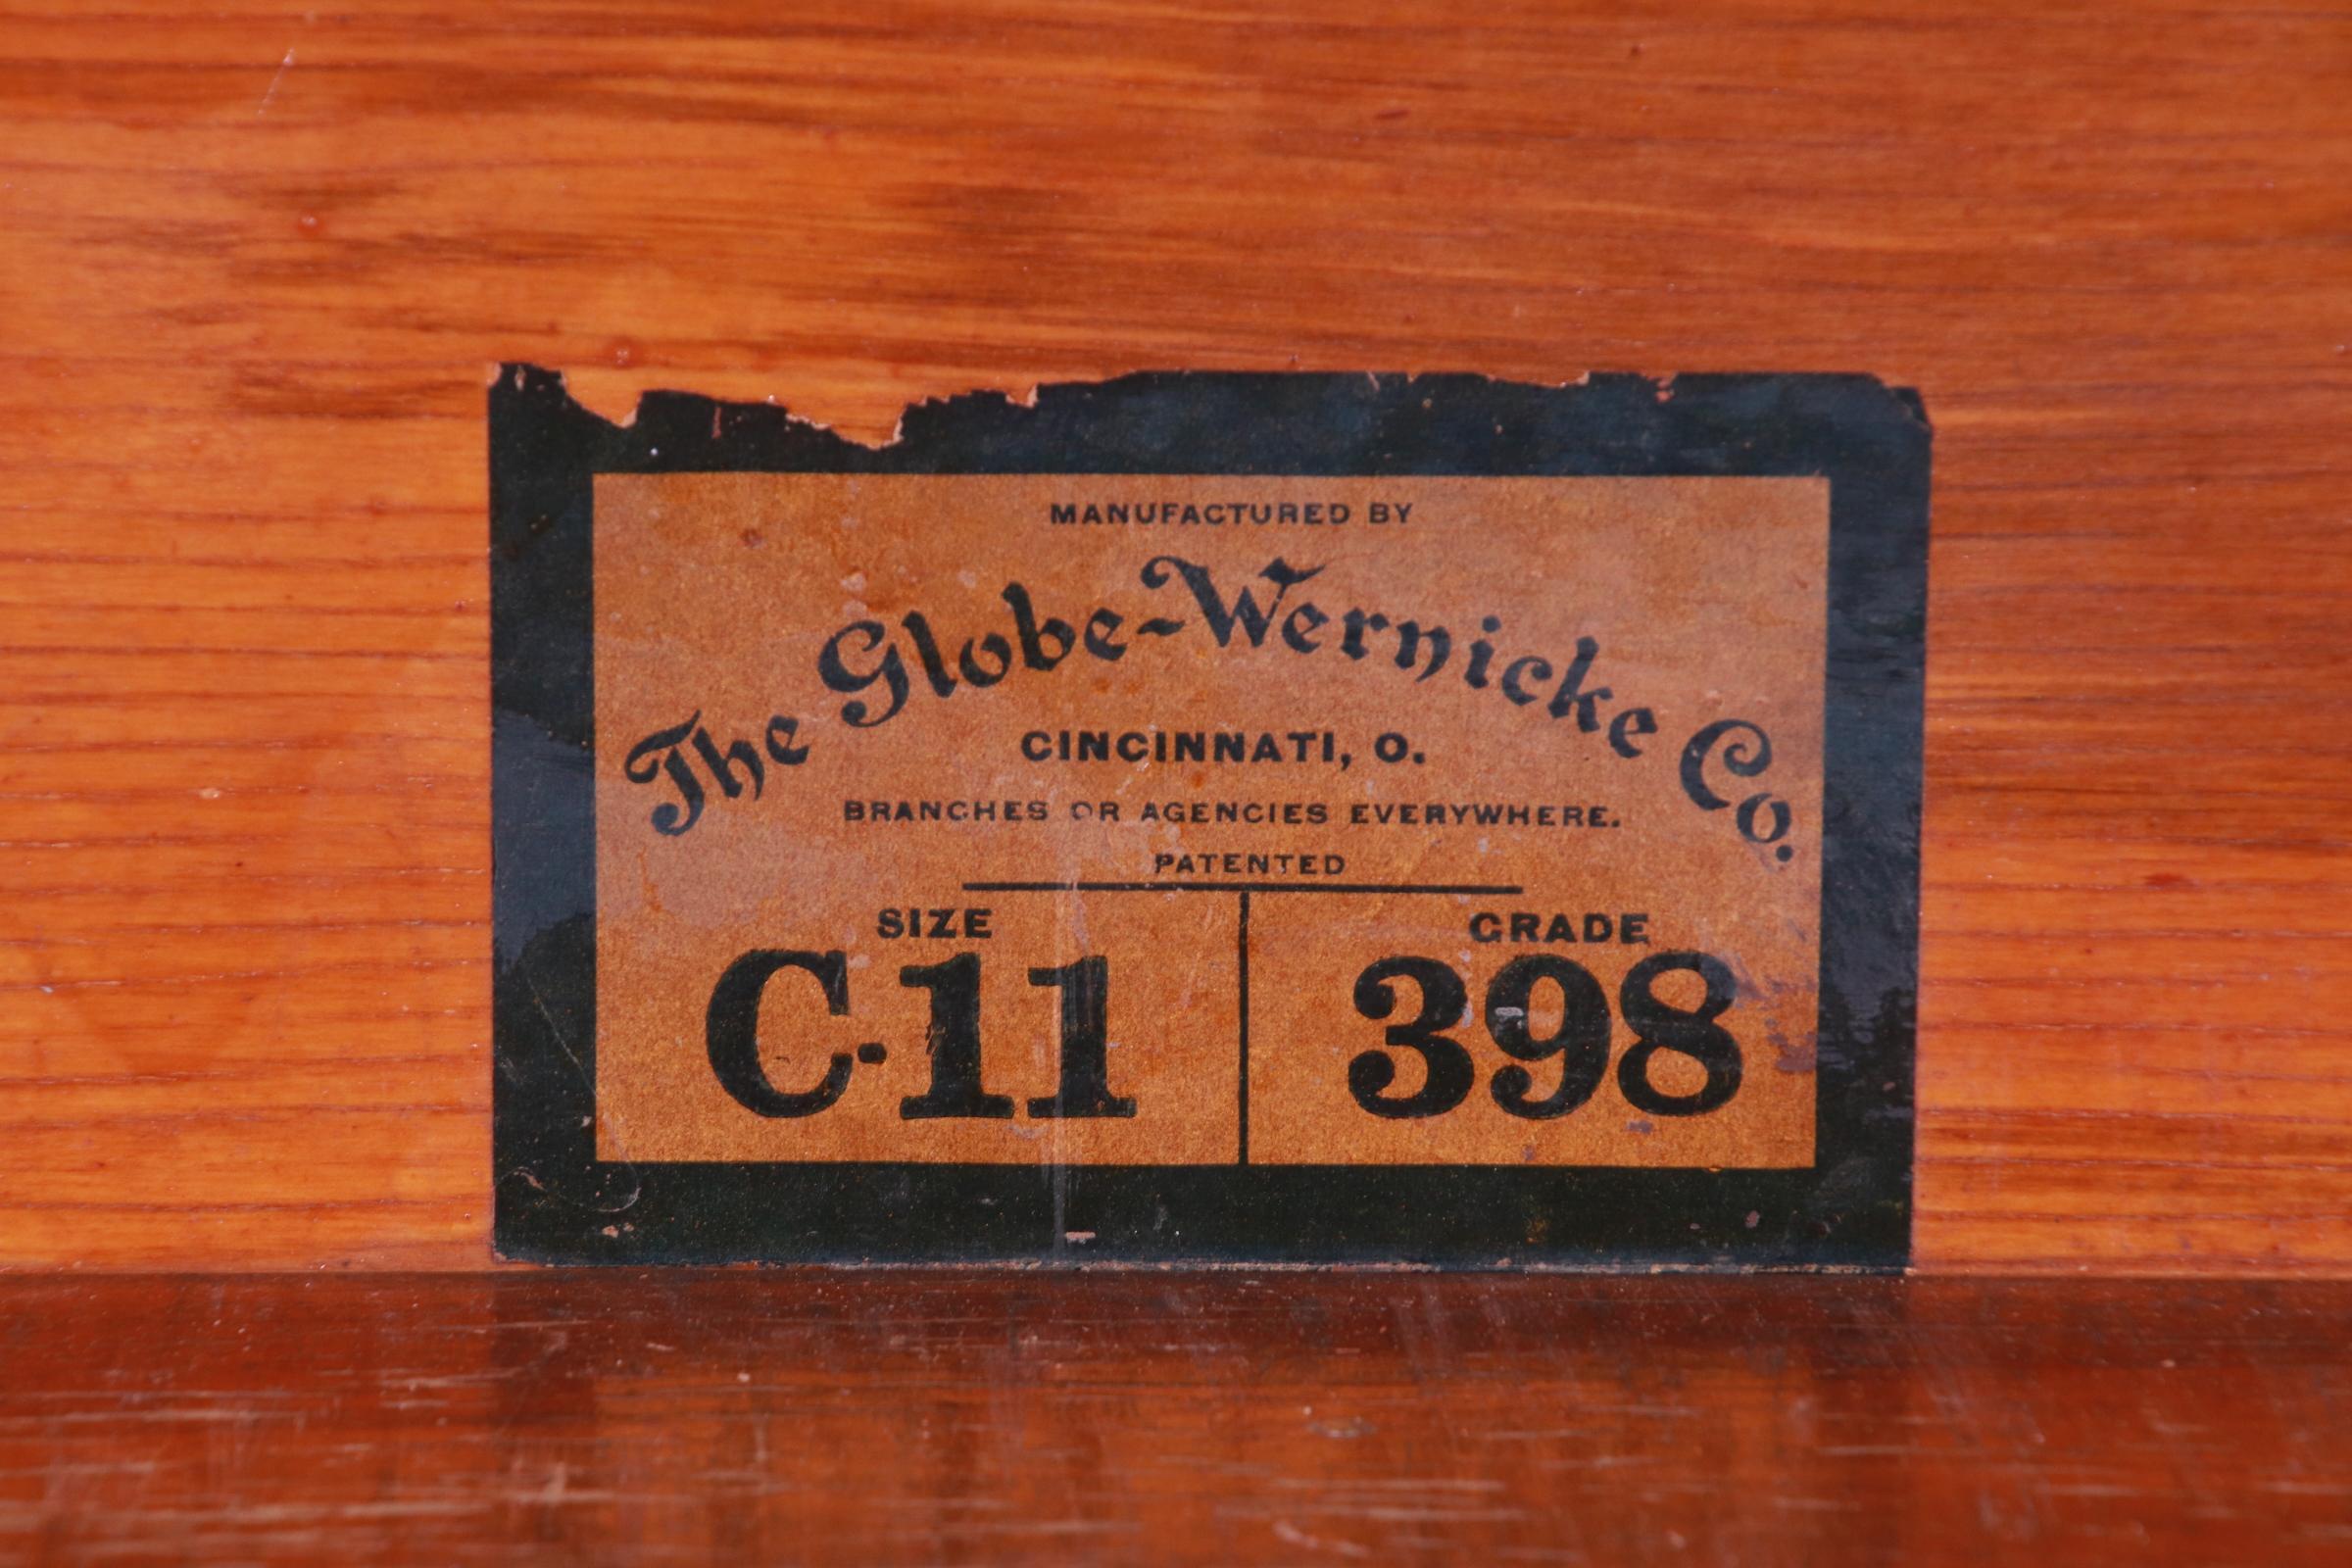 MANUFACTURED BY
The Globe-Wernicke Co.
CINCINNATI, O.
BRANCHES OR AGENCIES EVERYWHERE.
PATENTED
SIZE GRADE
C-11 398